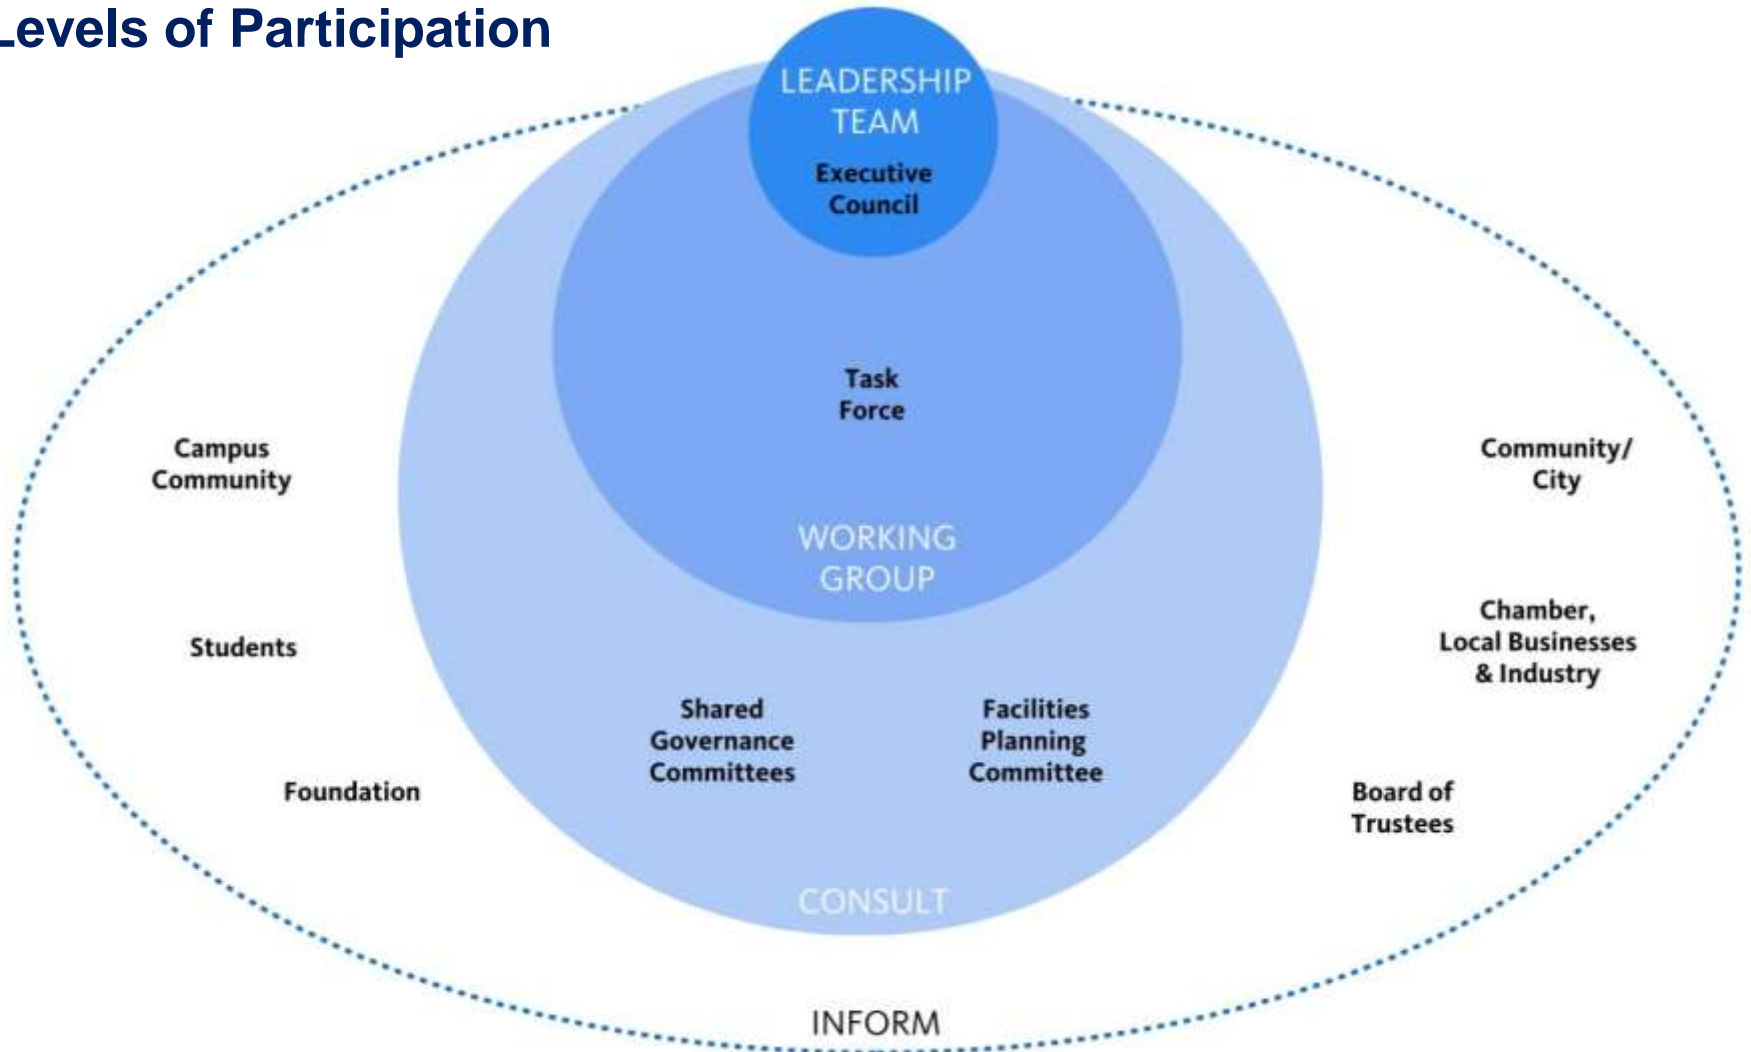 Levels of Participation
LEADERSHIP
TEAM
Executive
Council
Task
Force
WORKING
GROUP
Campus
Community
Students
Foundation
Shared
Governance
Committees
Facilities
Planning
Committee
Community/
City
Chamber,
Local Businesses
& Industry
Board of
Trustees
CONSULT
INFORM